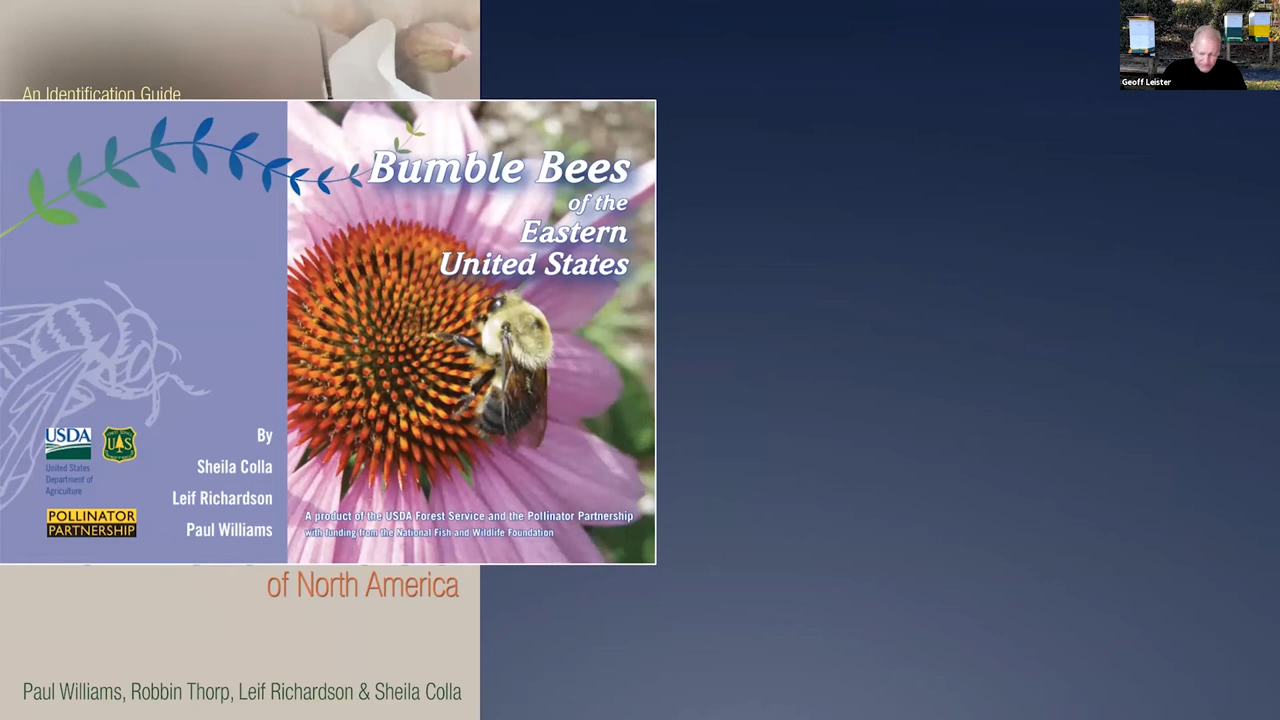 An Identification Guide
Geoff Leister
Bumble Bees
of the
Eastern
United States
USDA
United States
Department of
Agriculture
U S
POLLINATOR
PARTNERSHIP
By
Sheila Colla
Leif Richardson
Paul Williams
A product of the USDA Forest Service and the Pollinator Partnership
with funding from the National Fish and Wildlife Foundation
of North America
Paul Williams, Robbin Thorp, Leif Richardson & Sheila Colla